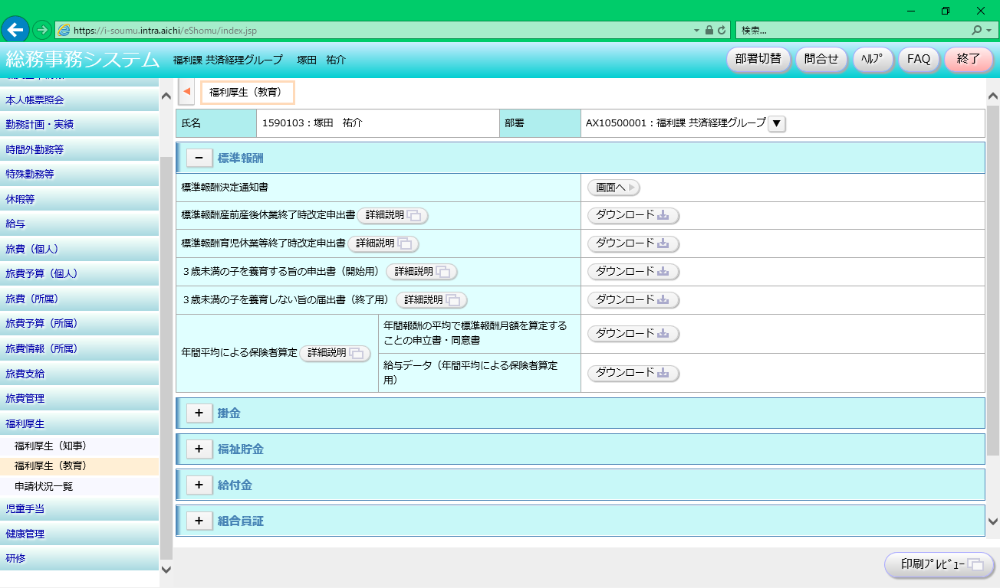 https://i-soumu.intra.aichi/eShomu/index.jsp
検索...
総務事務システム 福利課 共済経理グループ 塚田 祐介 部署切替 問合せ ﾍﾙﾌﾟ FAQ 終了
本人帳票照会
勤務計画・実績
時間外勤務等
特殊勤務等
休暇等
給与
旅費（個人）
旅費予算（個人）
旅費（所属）
旅費予算（所属）
旅費情報（所属）
旅費支給
旅費管理
福利厚生
福利厚生（知事）
福利厚生（教育）
申請状況一覧
児童手当
健康管理
研修
福利厚生（教育）
氏名 1590103：塚田 祐介 部署 AX10500001：福利課 共済経理グループ ▼
− 標準報酬
標準報酬決定通知書 画面へ
標準報酬産前産後休業終了時改定申出書 詳細説明 ダウンロード
標準報酬育児休業等終了時改定申出書 詳細説明 ダウンロード
３歳未満の子を養育する旨の申出書（開始用） 詳細説明 ダウンロード
３歳未満の子を養育しない旨の届出書（終了用） 詳細説明 ダウンロード
年間平均による保険者算定 詳細説明
年間報酬の平均で標準報酬月額を算定する
ことの申立書・同意書
ダウンロード
給与データ（年間平均による保険者算定
用）
ダウンロード
+ 掛金
+ 福祉貯金
+ 給付金
+ 組合員証
印刷ﾌﾟﾚﾋﾞｭｰ